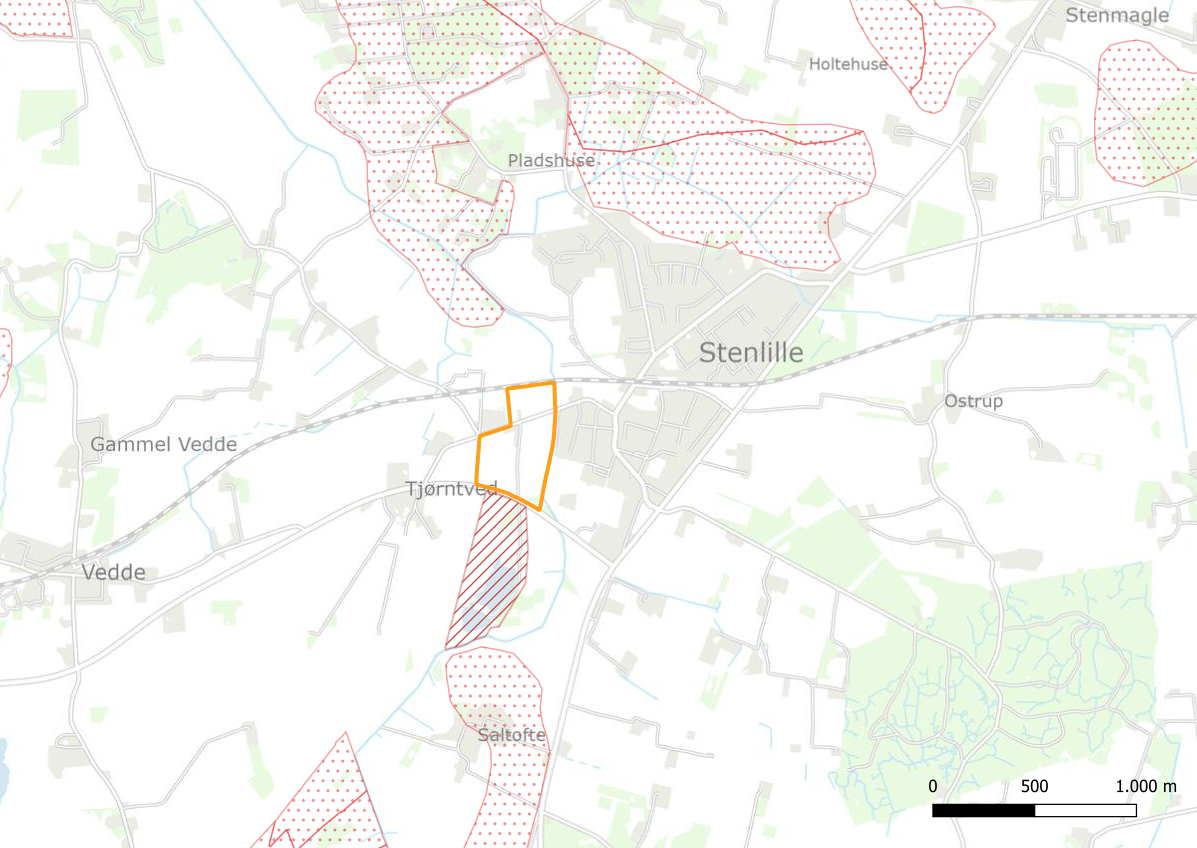 Stenmagle
Holtehuse
Pladshuse
Stenlille
Ostrup
Gammel Vedde
Tjørntved
Vedde
Saltofte
0 500 1.000 m